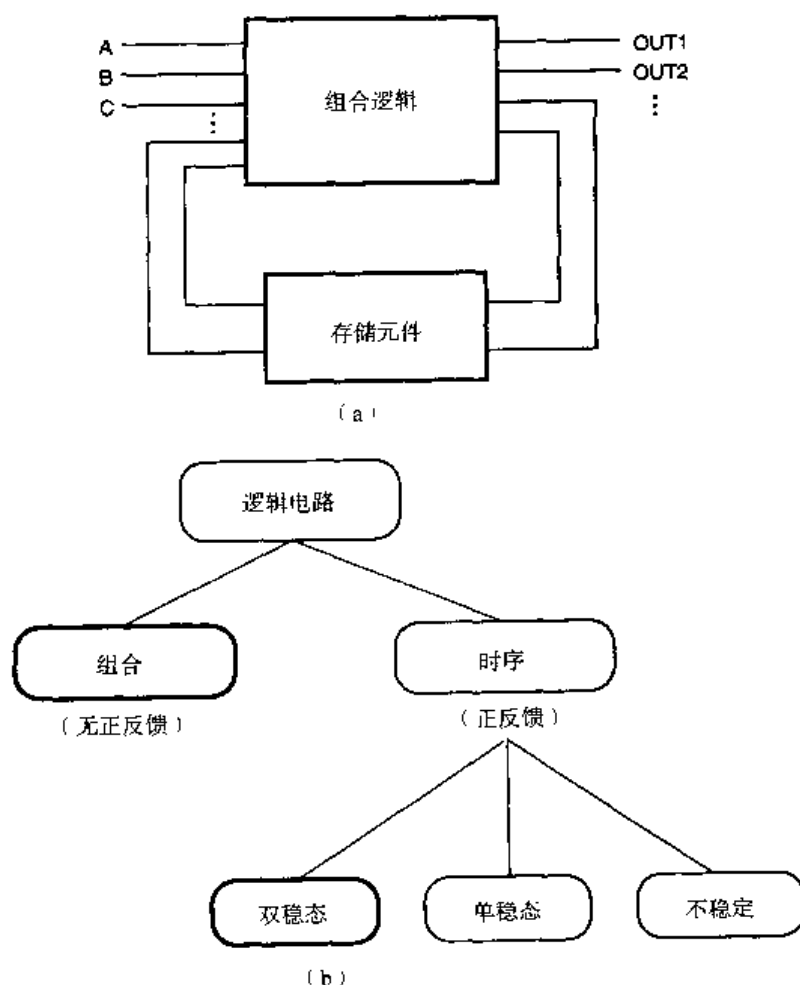 A
B
C
⋮
组合逻辑
OUT1
OUT2
⋮
存储元件
(a)
逻辑电路
组合
(无正反馈)
时序
(正反馈)
双稳态
单稳态
不稳定
(b)